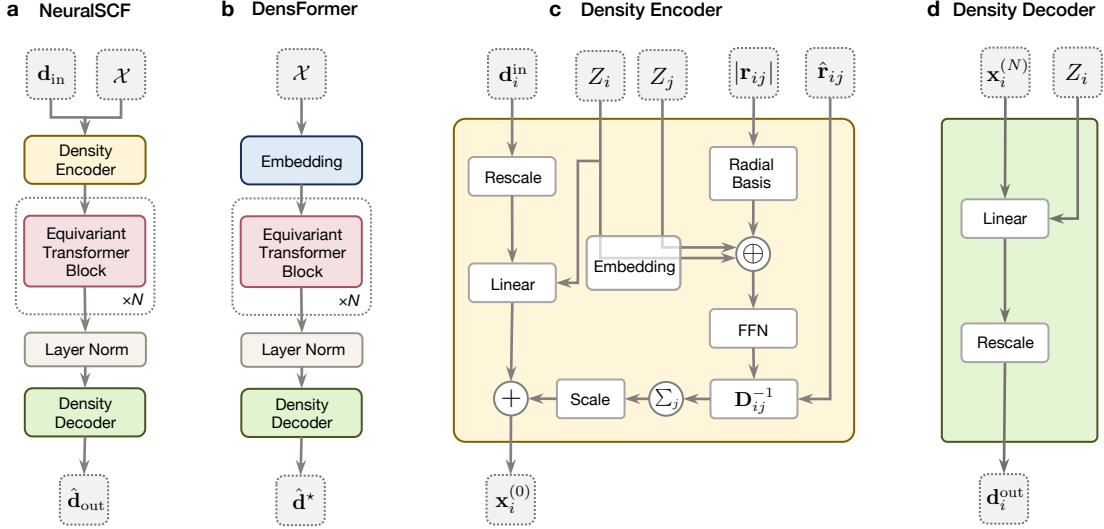 a NeuralSCF
b DensFormer
c Density Encoder
d Density Decoder
𝐝_in
𝒳
Density
Encoder
Equivariant
Transformer
Block
×N
Layer Norm
Density
Decoder
𝐝̂_out
𝒳
Embedding
Equivariant
Transformer
Block
×N
Layer Norm
Density
Decoder
𝐝̂^⋆
𝐝_i^in
Z_i
Z_j
|𝐫_ij|
𝐫̂_ij
Rescale
Radial
Basis
Linear
Embedding
⊕
FFN
+
Scale
∑_j
𝐃_ij^−1
𝐱_i^(0)
𝐱_i^(N)
Z_i
Linear
Rescale
𝐝_i^out